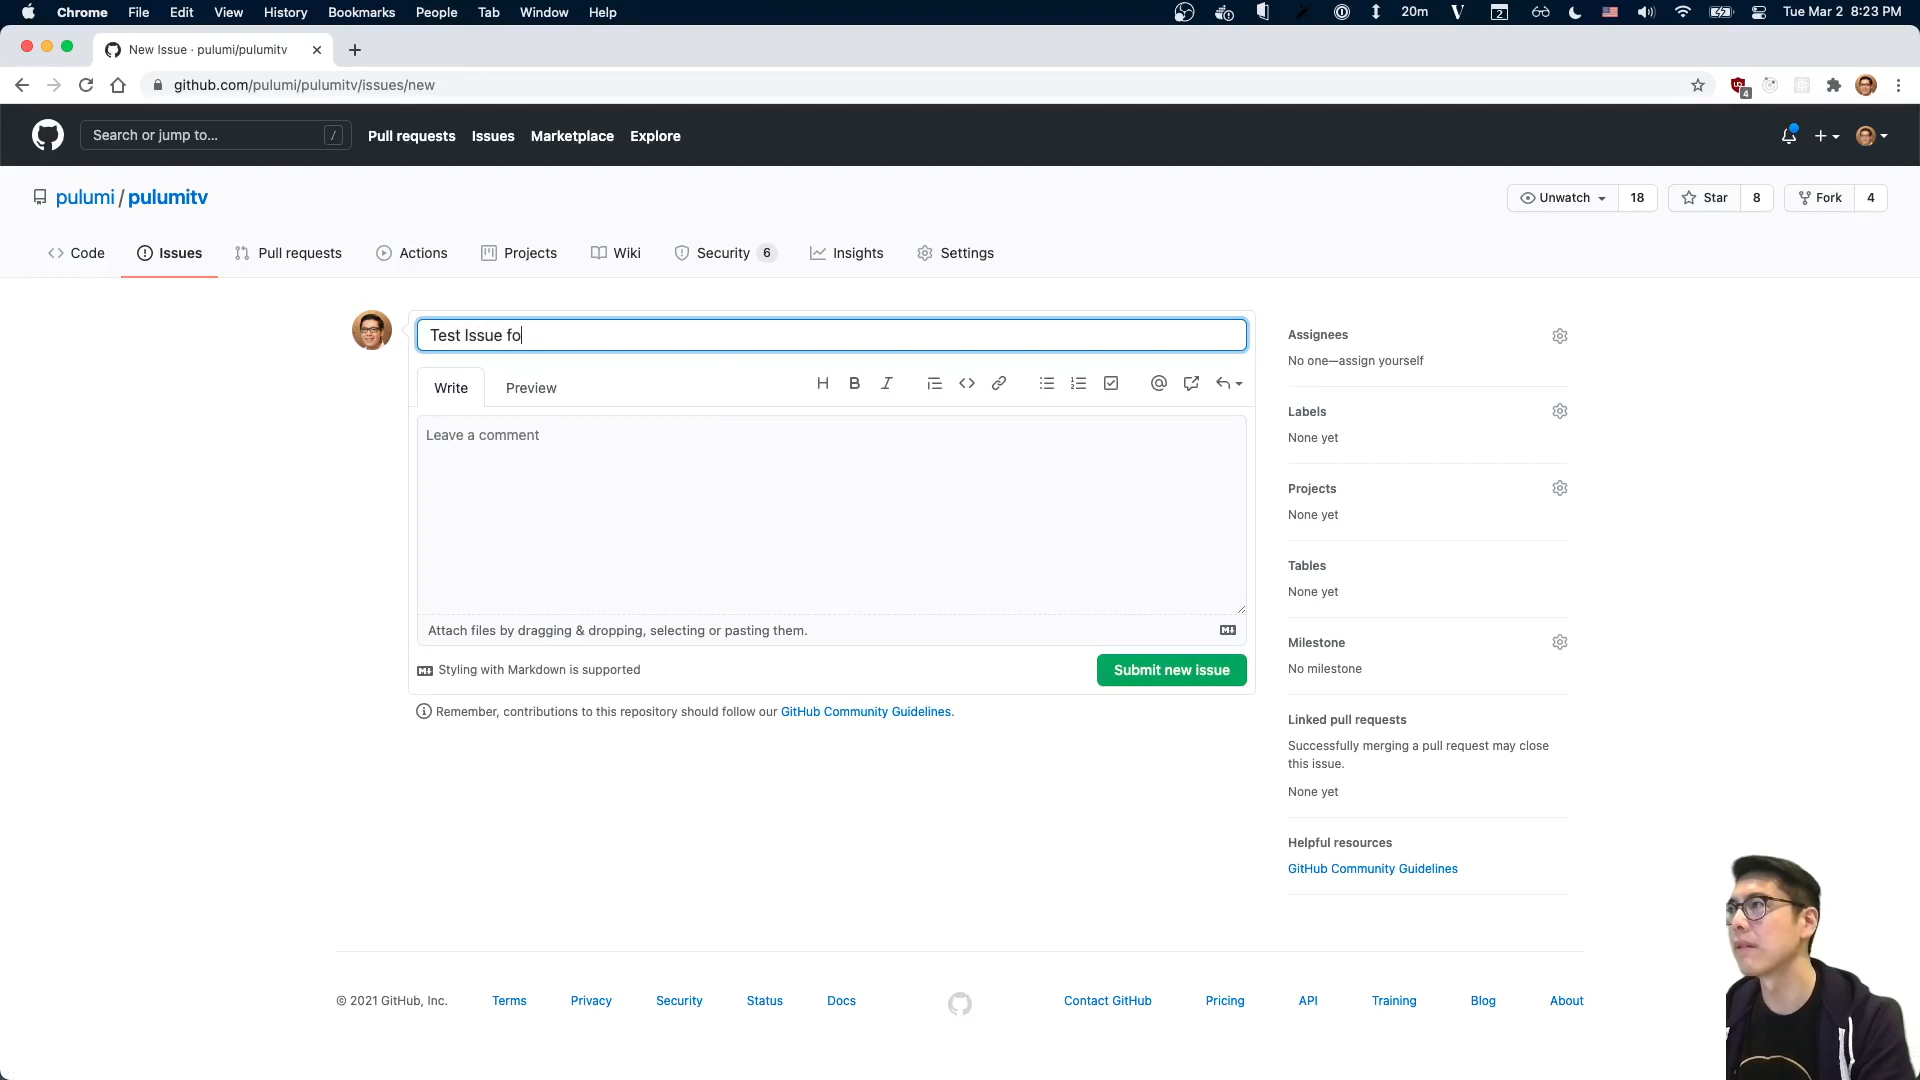 Chrome File Edit View History Bookmarks People Tab Window Help 20m 2 Tue Mar 2 8:23 PM
New Issue · pulumi/pulumitv
github.com/pulumi/pulumitv/issues/new 4
Search or jump to... / Pull requests Issues Marketplace Explore
pulumi / pulumitv Unwatch 18 Star 8 Fork 4
Code Issues Pull requests Actions Projects Wiki Security 6 Insights Settings
Test Issue fo
Write Preview
Leave a comment
Attach files by dragging & dropping, selecting or pasting them.
Styling with Markdown is supported Submit new issue
Remember, contributions to this repository should follow our GitHub Community Guidelines.
Assignees
No one—assign yourself
Labels
None yet
Projects
None yet
Tables
None yet
Milestone
No milestone
Linked pull requests
Successfully merging a pull request may close
this issue.
None yet
Helpful resources
GitHub Community Guidelines
© 2021 GitHub, Inc. Terms Privacy Security Status Docs Contact GitHub Pricing API Training Blog About